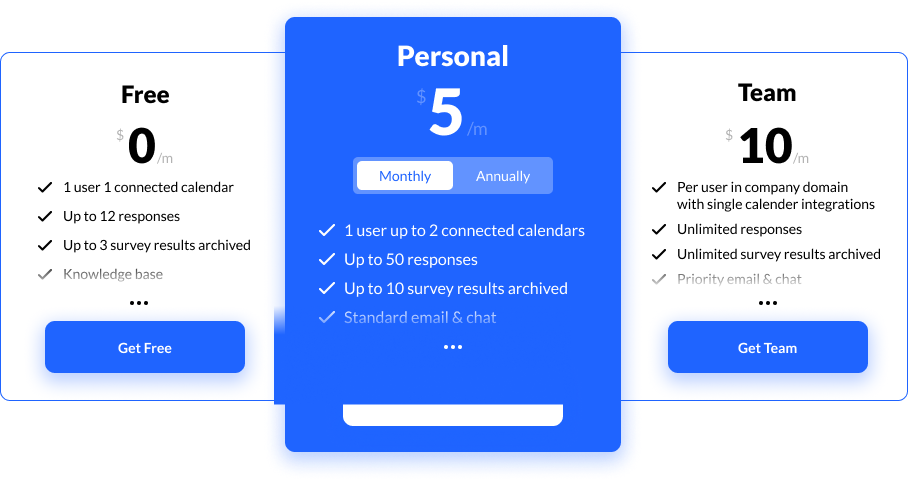 Free
$0/m
1 user 1 connected calendar
Up to 12 responses
Up to 3 survey results archived
Knowledge base
...
Get Free
Personal
$5/m
Monthly
Annually
1 user up to 2 connected calendars
Up to 50 responses
Up to 10 survey results archived
Standard email & chat
...
Team
$10/m
Per user in company domain
with single calender integrations
Unlimited responses
Unlimited survey results archived
Priority email & chat
...
Get Team